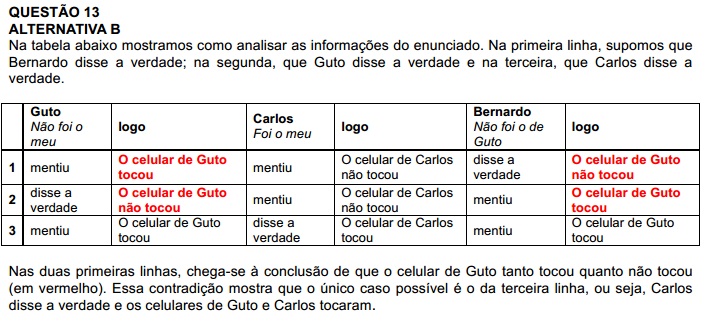 QUESTÃO 13
ALTERNATIVA B
Na tabela abaixo mostramos como analisar as informações do enunciado. Na primeira linha, supomos que
Bernardo disse a verdade; na segunda, que Guto disse a verdade e na terceira, que Carlos disse a
verdade.
Guto Não foi o meu logo Carlos Foi o meu logo Bernardo Não foi o de Guto logo
1 mentiu O celular de Guto tocou mentiu O celular de Carlos não tocou disse a verdade O celular de Guto não tocou
2 disse a verdade O celular de Guto não tocou mentiu O celular de Carlos não tocou mentiu O celular de Guto tocou
3 mentiu O celular de Guto tocou disse a verdade O celular de Carlos tocou mentiu O celular de Guto tocou
Nas duas primeiras linhas, chega-se à conclusão de que o celular de Guto tanto tocou quanto não tocou
(em vermelho). Essa contradição mostra que o único caso possível é o da terceira linha, ou seja, Carlos
disse a verdade e os celulares de Guto e Carlos tocaram.